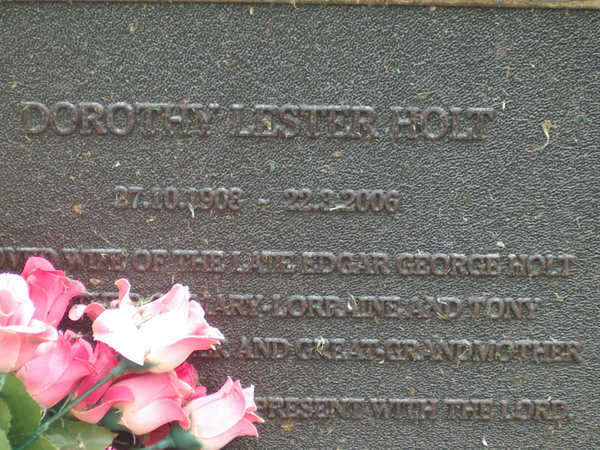 DOROTHY LESTER HOLT
27.10.1908 - 22.3.2006
WIFE OF THE LATE EDGAR GEORGE HOLT
MARY-LORRAINE AND TONY
AND GREAT GRANDMOTHER
PRESENT WITH THE LORD.